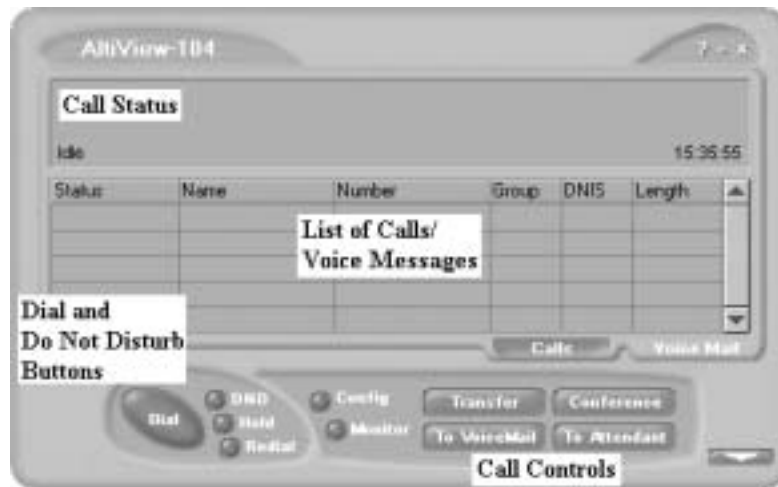 AltiView-104
? - ×
Call Status
Idle
15:35:55
Status Name Number Group DNIS Length
List of Calls/
Voice Messages
Dial and
Do Not Disturb
Buttons
Calls Voice Mail
Dial
DND
Hold
Redial
Config
Monitor
Transfer Conference
To VoiceMail To Attendant
Call Controls